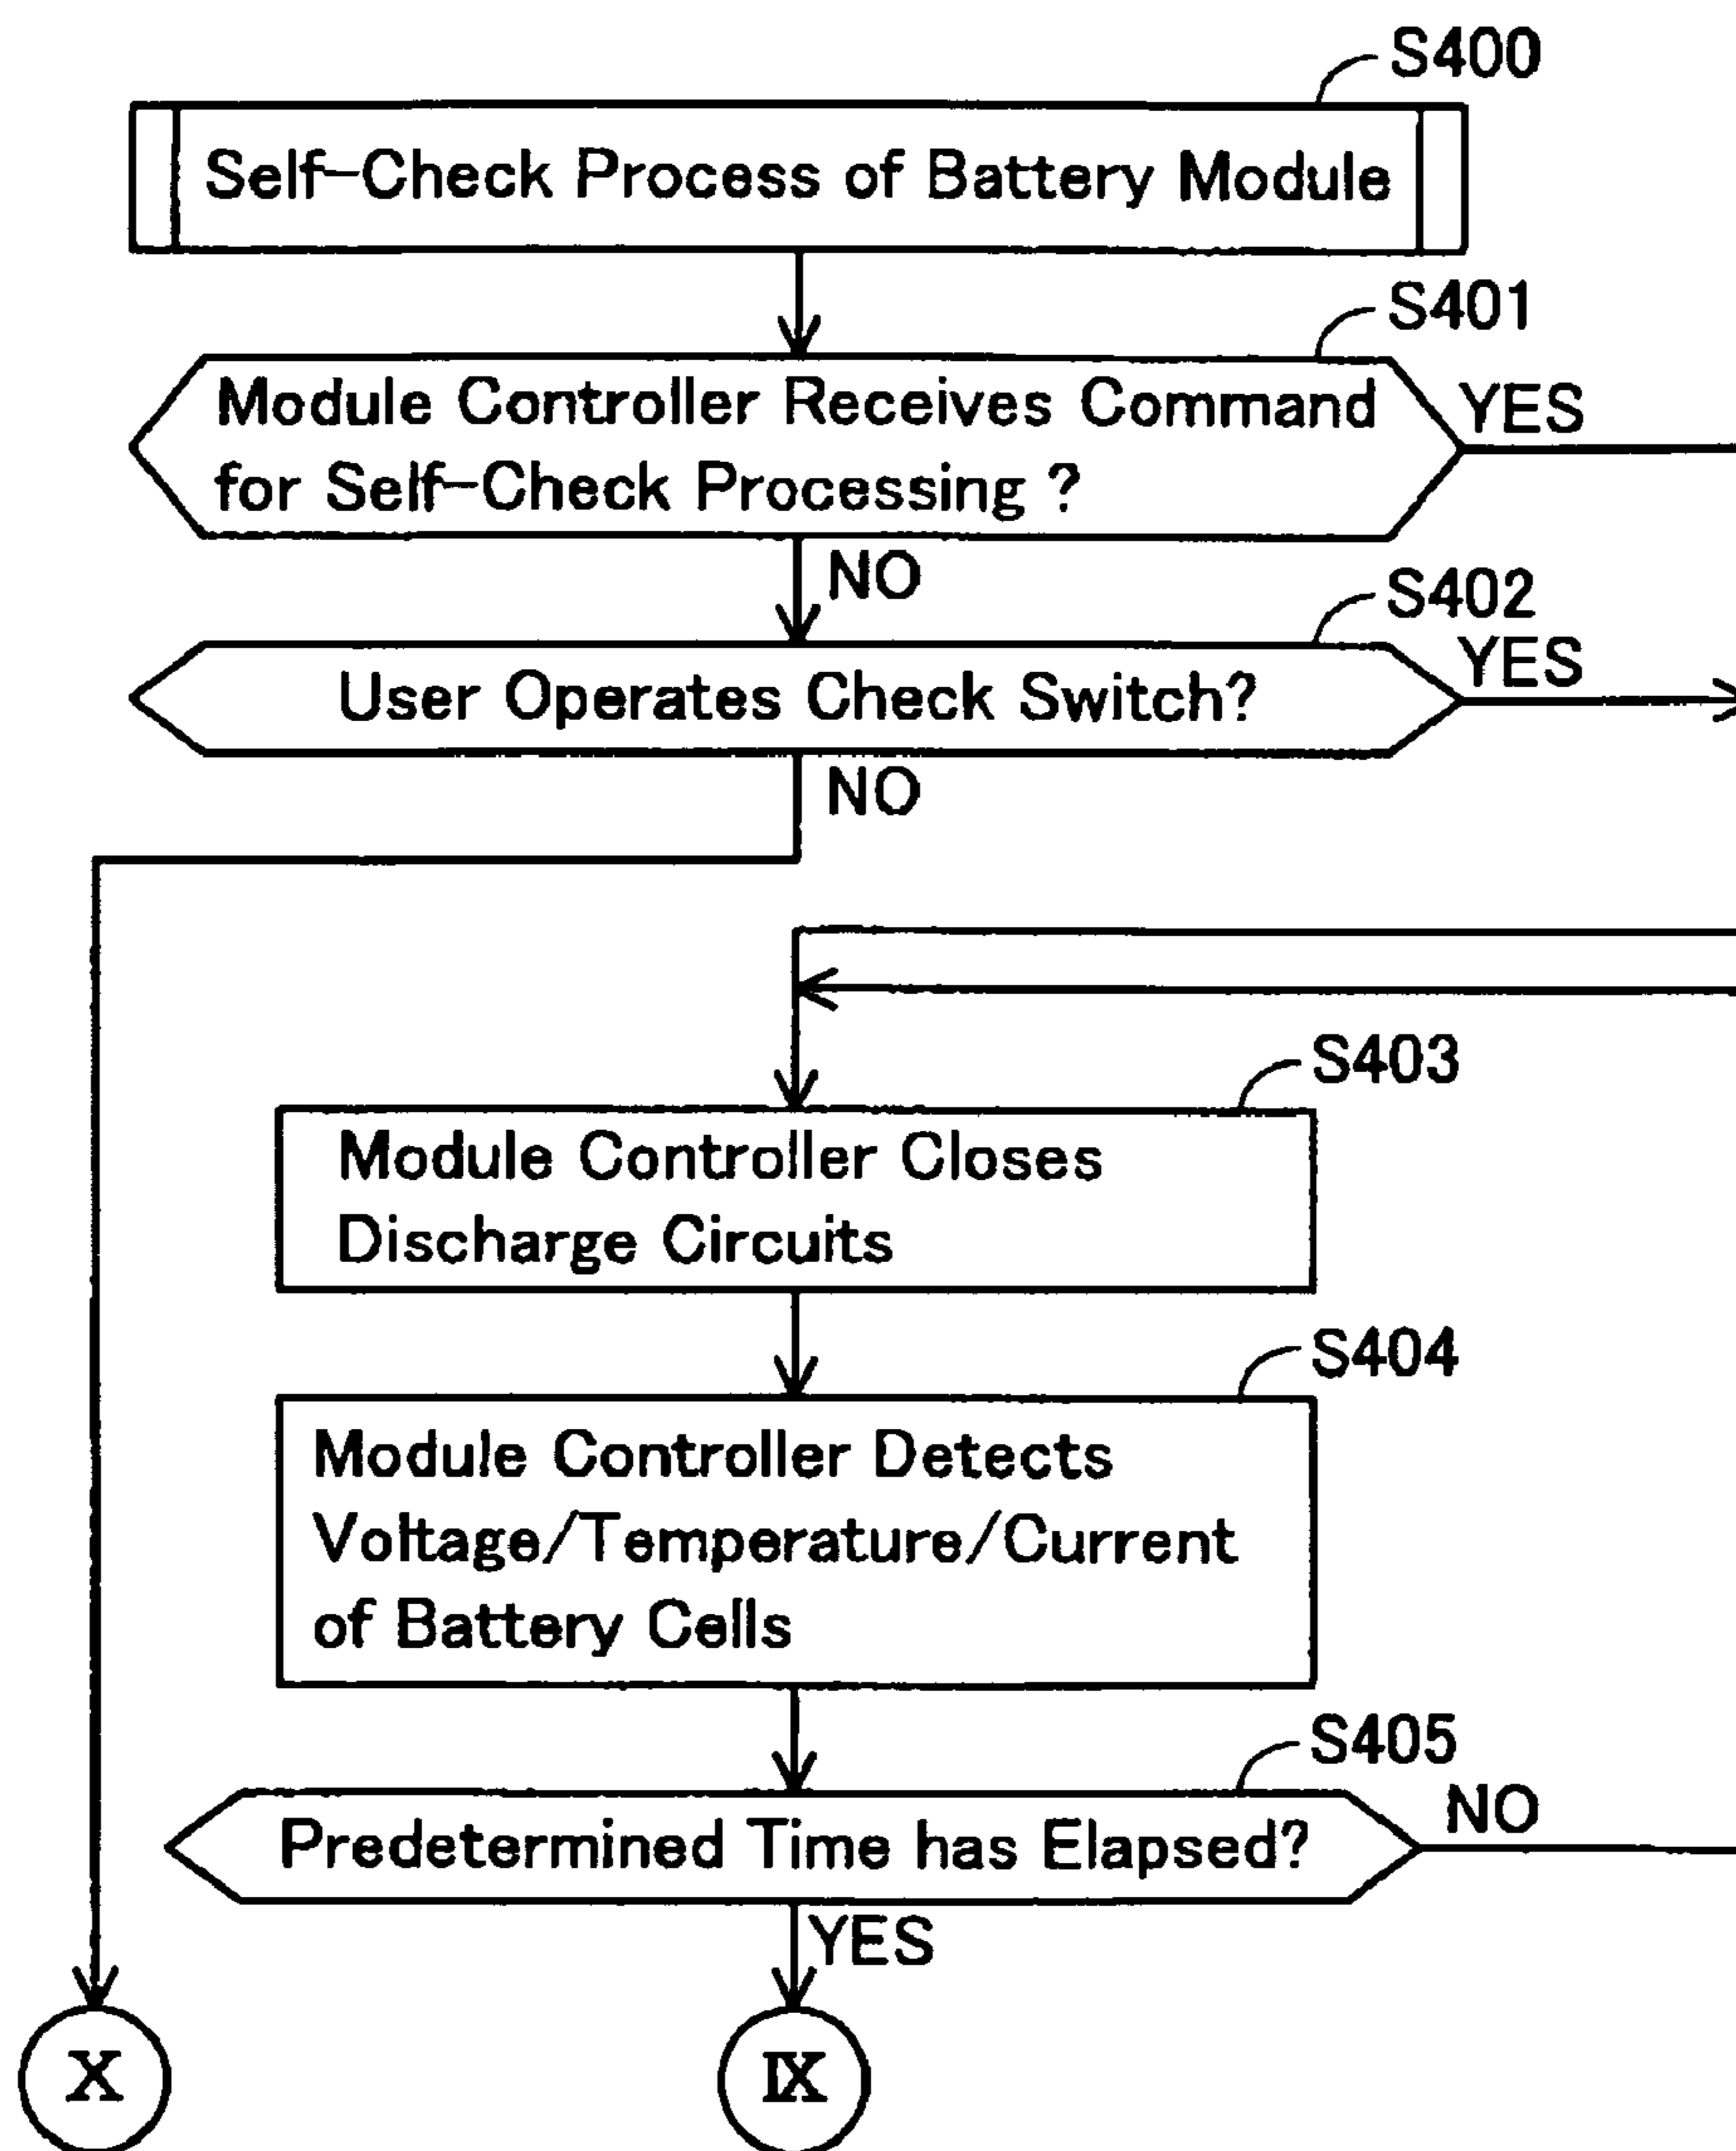 S400
Self-Check Process of Battery Module
S401
Module Controller Receives Command
for Self-Check Processing ?
YES
NO
S402
User Operates Check Switch?
YES
NO
S403
Module Controller Closes
Discharge Circuits
S404
Module Controller Detects
Voltage/Temperature/Current
of Battery Cells
S405
Predetermined Time has Elapsed?
NO
YES
X
IX